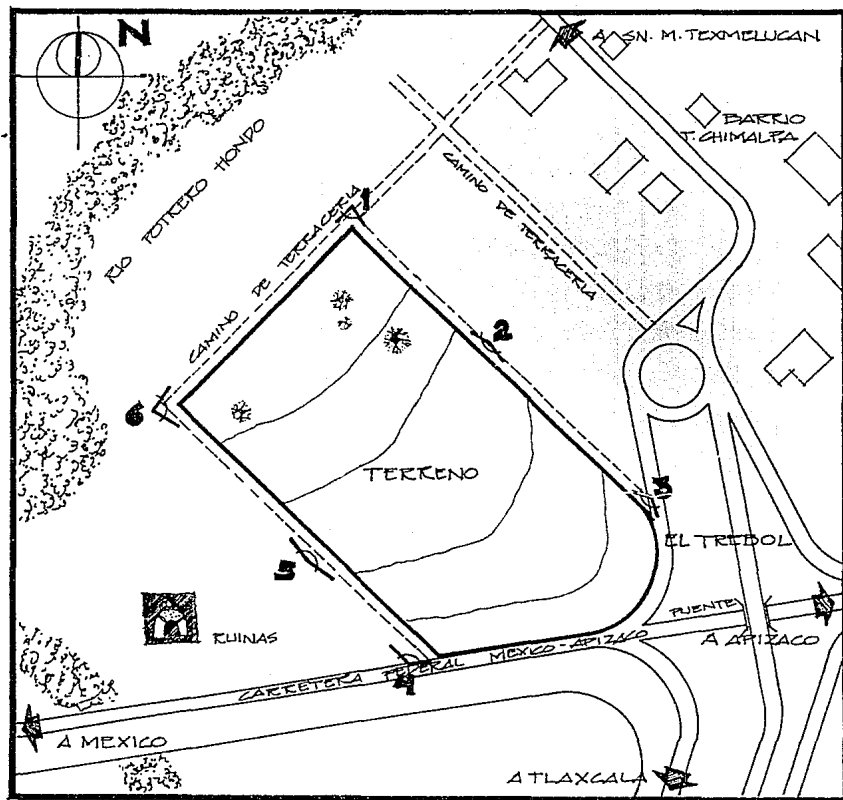 N
A SN. M. TEXMELUCAN
BARRIO
T. CHIMALPA
RIO POTRERO HONDO
CAMINO DE TERRACERIA
CAMINO DE TERRACERIA
1
2
3
6
TERRENO
EL TREBOL
5
RUINAS
PUENTE
A APIZACO
4
CARRETERA FEDERAL MEXICO-APIZACO
A MEXICO
A TLAXCALA